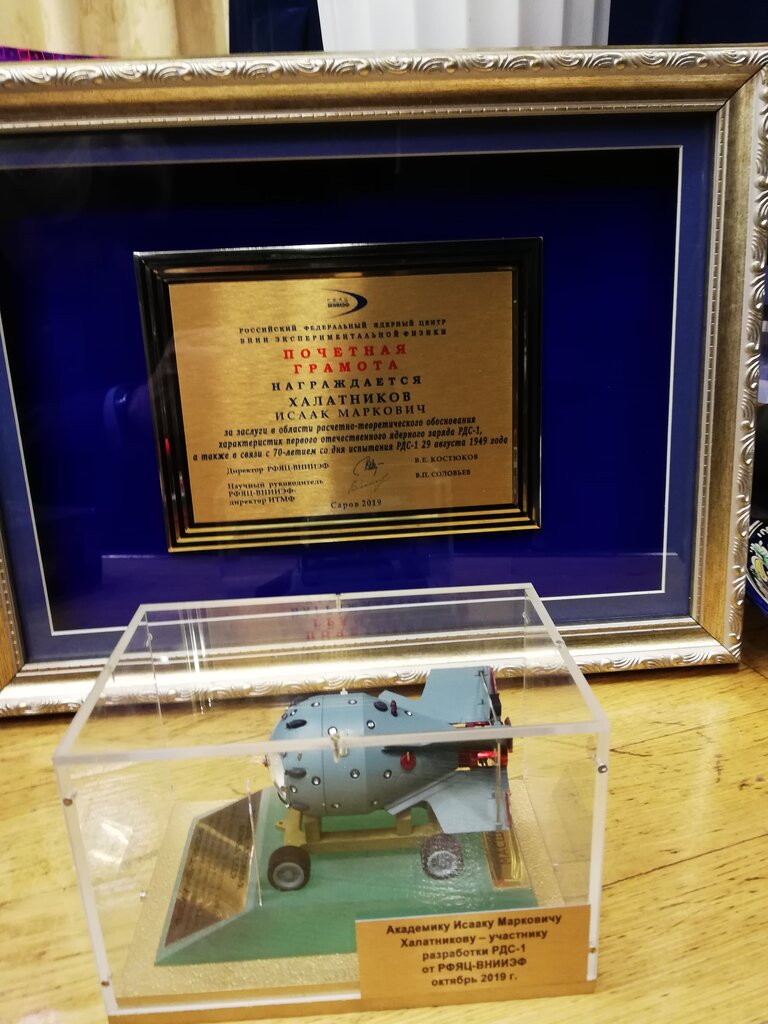 РОССИЙСКИЙ ФЕДЕРАЛЬНЫЙ ЯДЕРНЫЙ ЦЕНТР
ВНИИ ЭКСПЕРИМЕНТАЛЬНОЙ ФИЗИКИ
ПОЧЕТНАЯ
ГРАМОТА
НАГРАЖДАЕТСЯ
ХАЛАТНИКОВ
ИСААК МАРКОВИЧ
за заслуги в области расчетно-теоретического обоснования
характеристик первого отечественного ядерного заряда РДС-1,
а также в связи с 70-летием со дня испытания РДС-1 29 августа 1949 года
Директор РФЯЦ-ВНИИЭФ В.Е. КОСТЮКОВ
Научный руководитель В.П. СОЛОВЬЕВ
РФЯЦ-ВНИИЭФ-
директор ИТМФ
Саров 2019
Академику Исааку Марковичу
Халатникову – участнику
разработки РДС-1
от РФЯЦ-ВНИИЭФ
октябрь 2019 г.